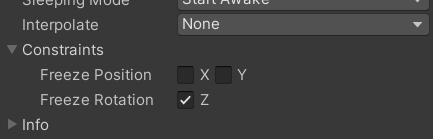 Sleeping Mode Start Awake
Interpolate None
Constraints
Freeze Position X Y
Freeze Rotation Z
Info